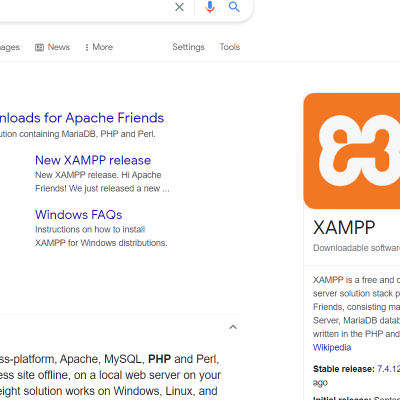 ages News More Settings Tools
nloads for Apache Friends
ution containing MariaDB, PHP and Perl.
New XAMPP release
New XAMPP release. Hi Apache
Friends! We just released a new ...
Windows FAQs
Instructions on how to install
XAMPP for Windows distributions.
ss-platform, Apache, MySQL, PHP and Perl,
ess site offline, on a local web server on your
eight solution works on Windows, Linux, and
XAMPP
Downloadable software
XAMPP is a free and o
server solution stack p
Friends, consisting ma
Server, MariaDB datab
written in the PHP and
Wikipedia
Stable release: 7.4.12
ago
Initial release: Septem